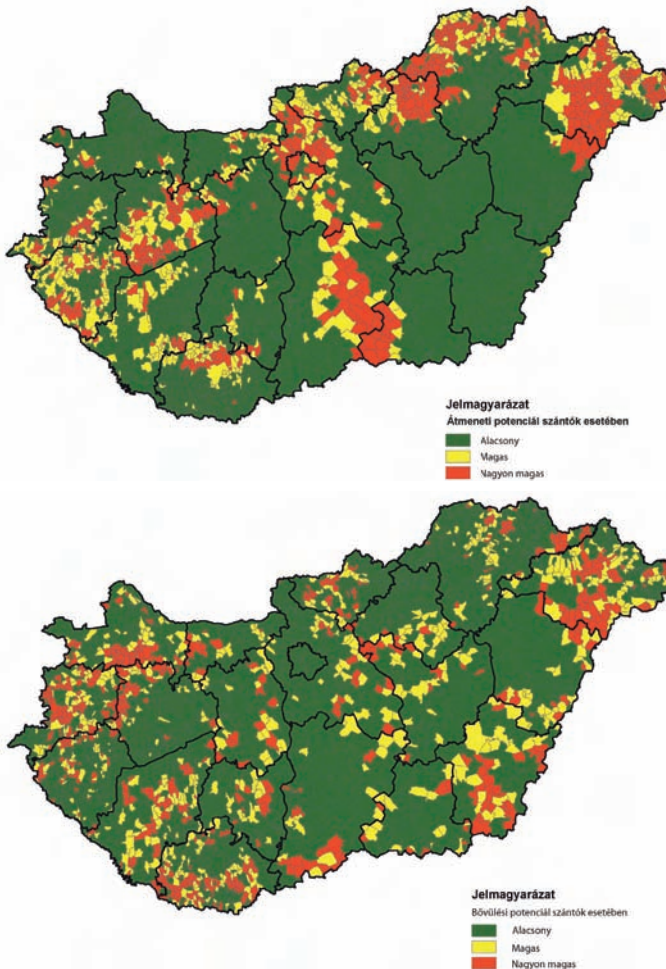 Jelmagyarázat
Átmeneti potenciál szántók esetében
Alacsony
Magas
Nagyon magas
Jelmagyarázat
Bővülési potenciál szántók esetében
Alacsony
Magas
Nagyon magas